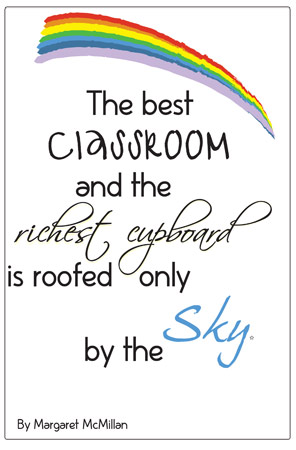 The best
CLASSROOM
and the
richest cupboard
is roofed only
by the Sky.
By Margaret McMillan